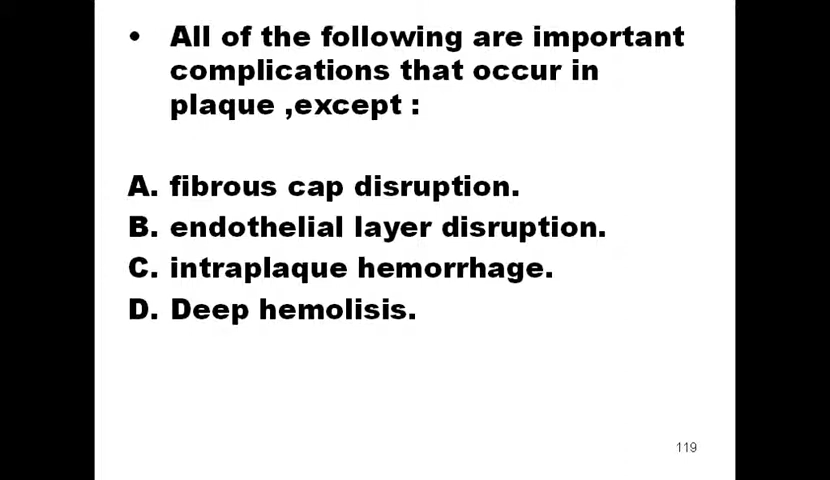 • All of the following are important
complications that occur in
plaque ,except :
A. fibrous cap disruption.
B. endothelial layer disruption.
C. intraplaque hemorrhage.
D. Deep hemolisis.
119